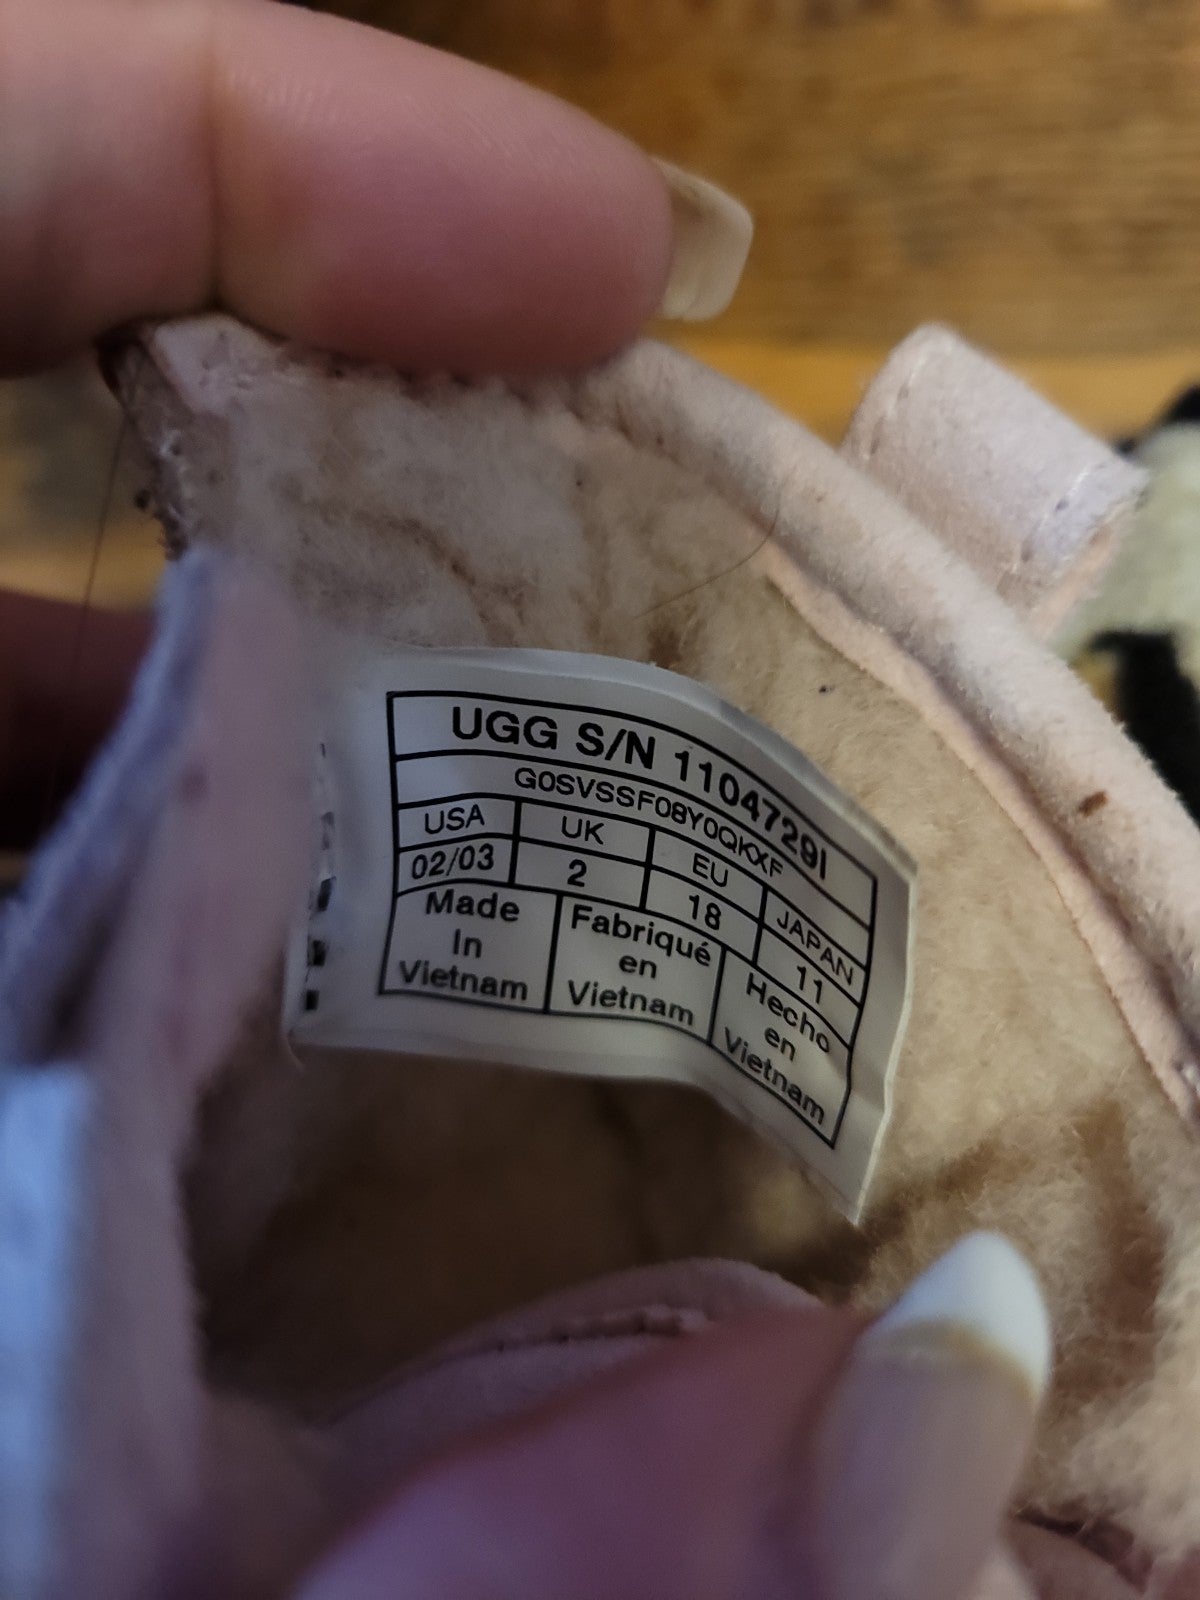 UGG S/N 1104729I
G0SVSSF08Y0QKXF
USA UK EU JAPAN
02/03 2 18 11
Made
In
Vietnam
Fabriqué
en
Vietnam
Hecho
en
Vietnam